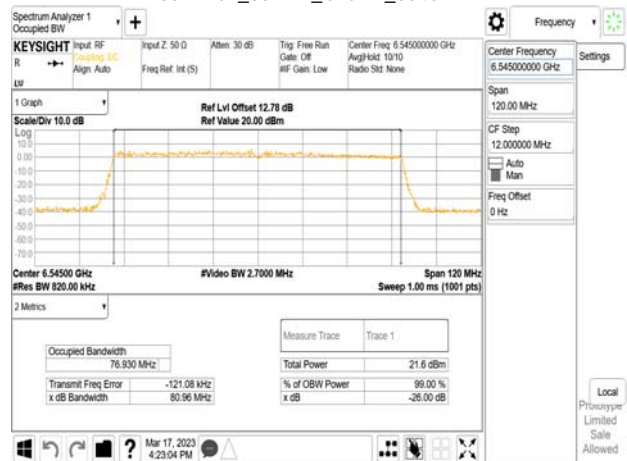 Spectrum Analyzer 1
Occupied BW
KEYSIGHT
R
LXI
Input: RF
Coupling: DC
Align: Auto
Input Z: 50 Ω
Freq Ref: Int (S)
Atten: 30 dB
Trig: Free Run
Gate: Off
#IF Gain: Low
Center Freq: 6.545000000 GHz
Avg|Hold: 10/10
Radio Std: None
1 Graph
Scale/Div 10.0 dB
Ref Lvl Offset 12.78 dB
Ref Value 20.00 dBm
Log
10.0
0.00
-10.0
-20.0
-30.0
-40.0
-50.0
-60.0
-70.0
Center 6.54500 GHz
#Res BW 820.00 kHz
#Video BW 2.7000 MHz
Span 120 MHz
Sweep 1.00 ms (1001 pts)
2 Metrics
Measure Trace Trace 1
Occupied Bandwidth
76.930 MHz
Total Power 21.6 dBm
Transmit Freq Error -121.08 kHz
% of OBW Power 99.00 %
x dB Bandwidth 80.96 MHz
x dB -26.00 dB
Mar 17, 2023
4:23:04 PM
Frequency
Center Frequency
6.545000000 GHz
Settings
Span
120.00 MHz
CF Step
12.000000 MHz
Auto
Man
Freq Offset
0 Hz
Local
Prototype
Limited
Sale
Allowed